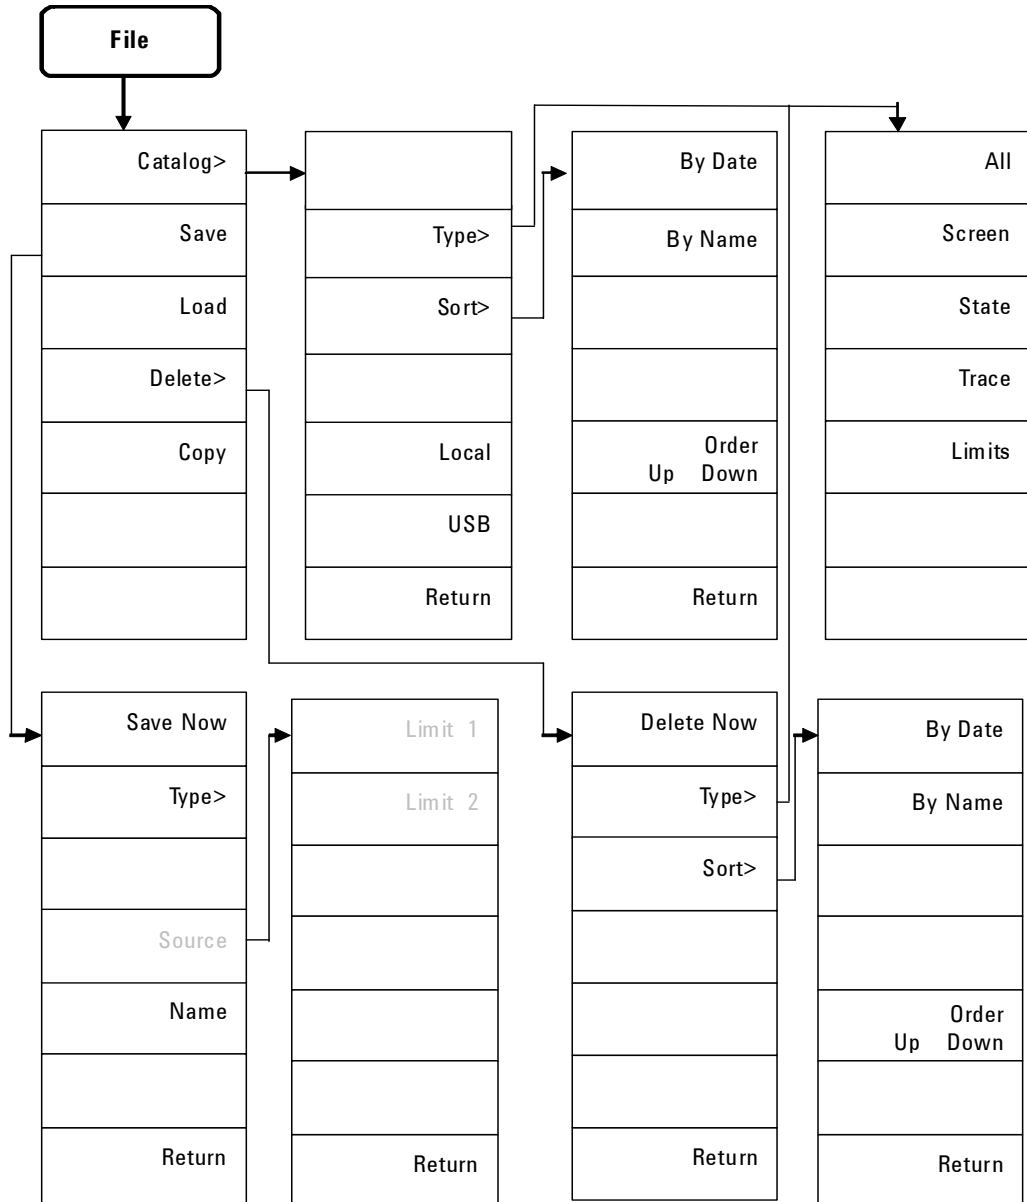 File
Catalog>
Save
Load
Delete>
Copy
Type>
Sort>
Local
USB
Return
By Date
By Name
Order
Up Down
Return
All
Screen
State
Trace
Limits
Save Now
Type>
Source
Name
Return
Limit 1
Limit 2
Return
Delete Now
Type>
Sort>
Return
By Date
By Name
Order
Up Down
Return